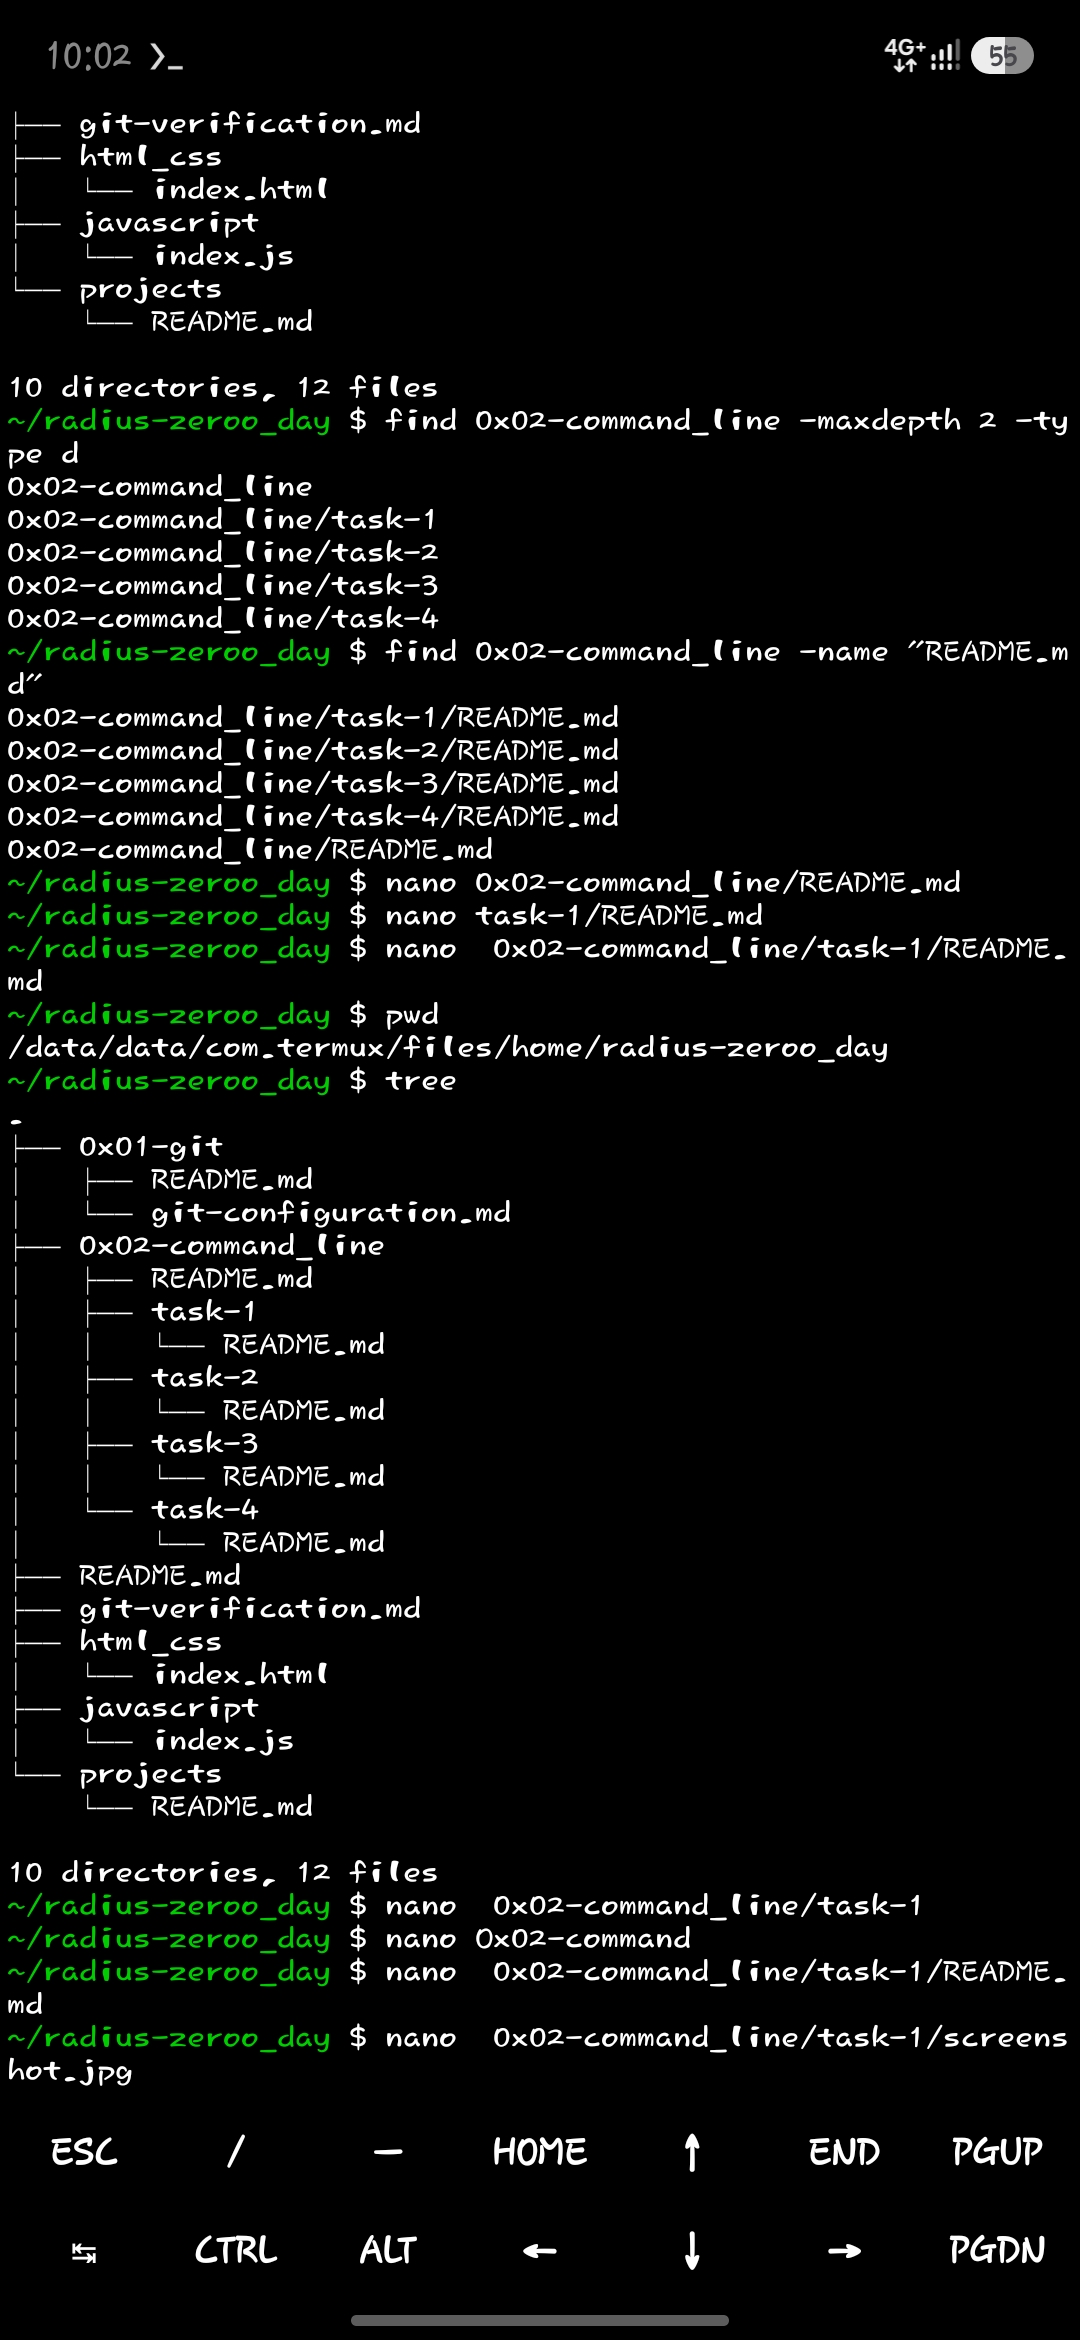 10:02 ❯_ 4G+ 55
├── git-verification.md
├── html_css
│   └── index.html
├── javascript
│   └── index.js
└── projects
    └── README.md
10 directories, 12 files
~/radius-zeroo_day $ find 0x02-command_line -maxdepth 2 -ty
pe d
0x02-command_line
0x02-command_line/task-1
0x02-command_line/task-2
0x02-command_line/task-3
0x02-command_line/task-4
~/radius-zeroo_day $ find 0x02-command_line -name "README.m
d"
0x02-command_line/task-1/README.md
0x02-command_line/task-2/README.md
0x02-command_line/task-3/README.md
0x02-command_line/task-4/README.md
0x02-command_line/README.md
~/radius-zeroo_day $ nano 0x02-command_line/README.md
~/radius-zeroo_day $ nano task-1/README.md
~/radius-zeroo_day $ nano  0x02-command_line/task-1/README.
md
~/radius-zeroo_day $ pwd
/data/data/com.termux/files/home/radius-zeroo_day
~/radius-zeroo_day $ tree
.
├── 0x01-git
│   ├── README.md
│   └── git-configuration.md
├── 0x02-command_line
│   ├── README.md
│   ├── task-1
│   │   └── README.md
│   ├── task-2
│   │   └── README.md
│   ├── task-3
│   │   └── README.md
│   └── task-4
│       └── README.md
├── README.md
├── git-verification.md
├── html_css
│   └── index.html
├── javascript
│   └── index.js
└── projects
    └── README.md
10 directories, 12 files
~/radius-zeroo_day $ nano  0x02-command_line/task-1
~/radius-zeroo_day $ nano 0x02-command
~/radius-zeroo_day $ nano  0x02-command_line/task-1/README.
md
~/radius-zeroo_day $ nano  0x02-command_line/task-1/screens
hot.jpg
ESC / — HOME ↑ END PGUP
↹ CTRL ALT ← ↓ → PGDN